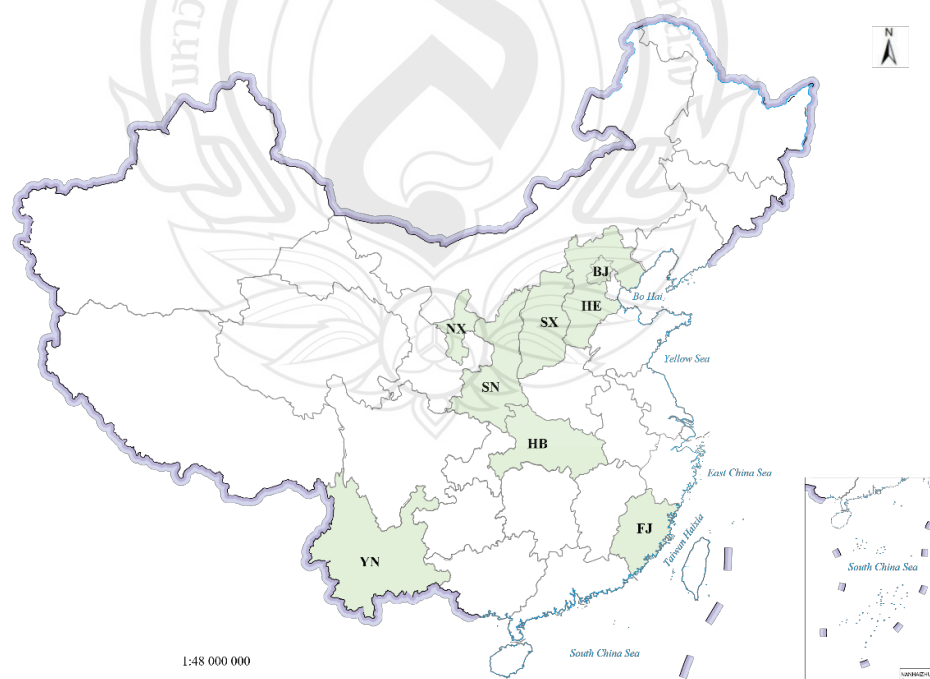 N
BJ
Bo Hai
HE
SX
NX
Yellow Sea
SN
HB
East China Sea
FJ
Taiwan Haixia
YN
South China Sea
South China Sea
1:48 000 000